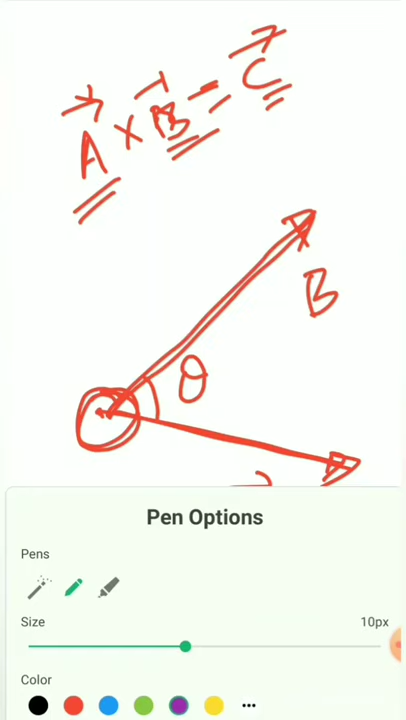 A × B = C
B
θ
Pen Options
Pens
Size 10px
Color